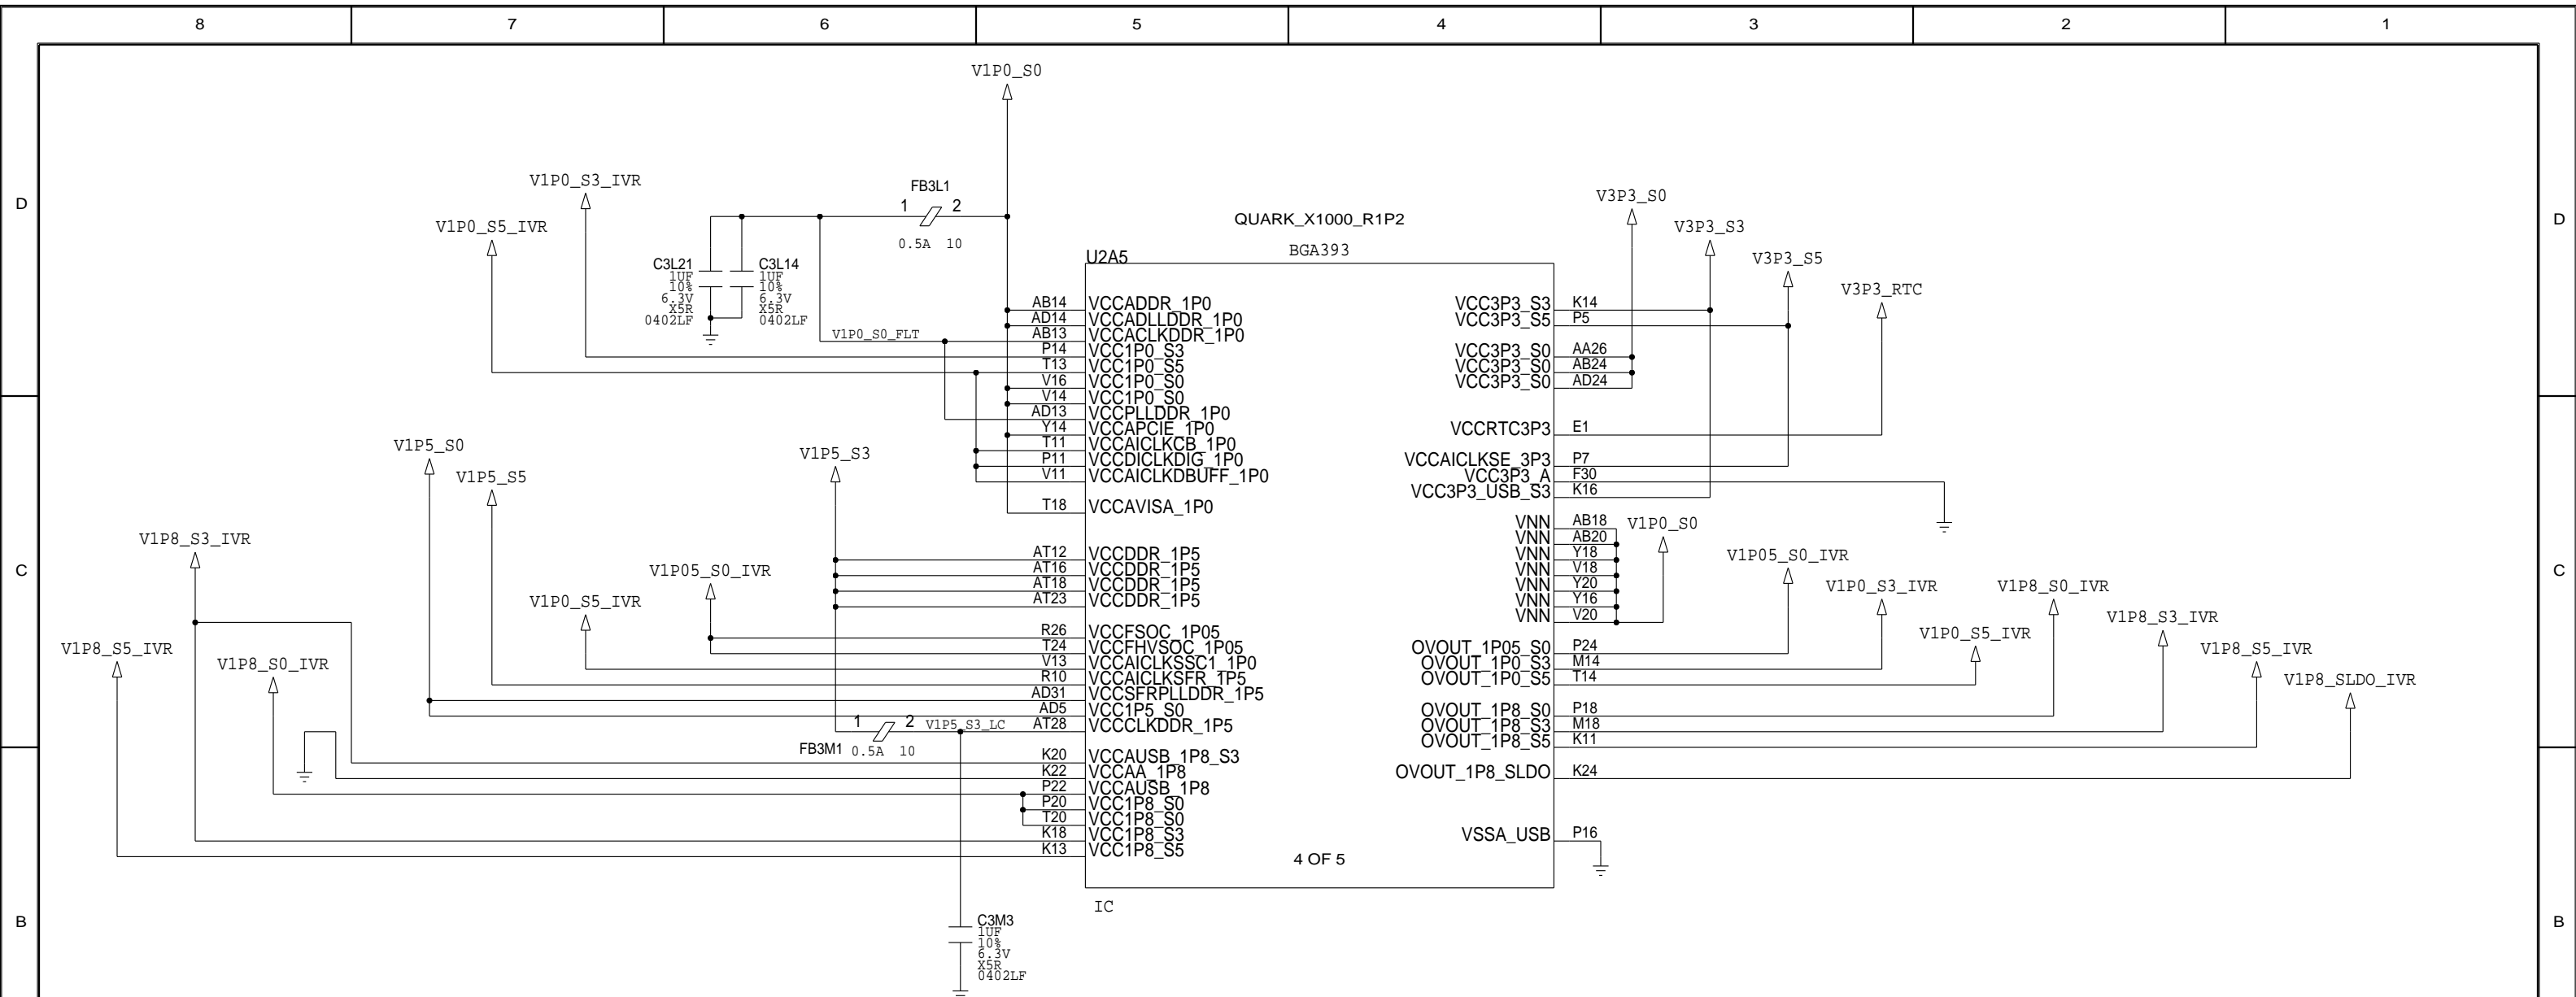 8 7 6 5 4 3 2 1
V1P0_S0
V1P0_S3_IVR
V1P0_S5_IVR
FB3L1
1 2
0.5A 10
C3L21
1UF
10%
6.3V
X5R
0402LF
C3L14
1UF
10%
6.3V
X5R
0402LF
V1P0_S0_FLT
D
D
QUARK_X1000_R1P2
BGA393
U2A5
V3P3_S0
V3P3_S3
V3P3_S5
V3P3_RTC
AB14 VCCADDR_1P0
AD14 VCCADLLDDR_1P0
AB13 VCCACLKDDR_1P0
P14 VCC1P0_S3
T13 VCC1P0_S5
V16 VCC1P0_S0
V14 VCC1P0_S0
AD13 VCCPLLDDR_1P0
Y14 VCCAPCIE_1P0
T11 VCCAICLKCB_1P0
P11 VCCDICLKDIG_1P0
V11 VCCAICLKDBUFF_1P0
T18 VCCAVISA_1P0
AT12 VCCDDR_1P5
AT16 VCCDDR_1P5
AT18 VCCDDR_1P5
AT23 VCCDDR_1P5
R26 VCCFSOC_1P05
T24 VCCFHVSOC_1P05
V13 VCCAICLKSSC1_1P0
R10 VCCAICLKSFR_1P5
AD31 VCCSFRPLLDDR_1P5
AD5 VCC1P5_S0
AT28 VCCCLKDDR_1P5
K20 VCCAUSB_1P8_S3
K22 VCCAA_1P8
P22 VCCAUSB_1P8
P20 VCC1P8_S0
T20 VCC1P8_S0
K18 VCC1P8_S3
K13 VCC1P8_S5
VCC3P3_S3 K14
VCC3P3_S5 P5
VCC3P3_S0 AA26
VCC3P3_S0 AB24
VCC3P3_S0 AD24
VCCRTC3P3 E1
VCCAICLKSE_3P3 P7
VCC3P3_A F30
VCC3P3_USB_S3 K16
VNN AB18
VNN AB20
VNN Y18
VNN V18
VNN Y20
VNN Y16
VNN V20
OVOUT_1P05_S0 P24
OVOUT_1P0_S3 M14
OVOUT_1P0_S5 T14
OVOUT_1P8_S0 P18
OVOUT_1P8_S3 M18
OVOUT_1P8_S5 K11
OVOUT_1P8_SLDO K24
VSSA_USB P16
4 OF 5
IC
V1P5_S0
V1P5_S5
V1P5_S3
V1P8_S3_IVR
V1P05_S0_IVR
V1P0_S5_IVR
V1P8_S5_IVR
V1P8_S0_IVR
1 2
V1P5_S3_LC
FB3M1 0.5A 10
C
C
V1P0_S0
V1P05_S0_IVR
V1P0_S3_IVR
V1P0_S5_IVR
V1P8_S0_IVR
V1P8_S3_IVR
V1P8_S5_IVR
V1P8_SLDO_IVR
C3M3
1UF
10%
6.3V
X5R
0402LF
B
B